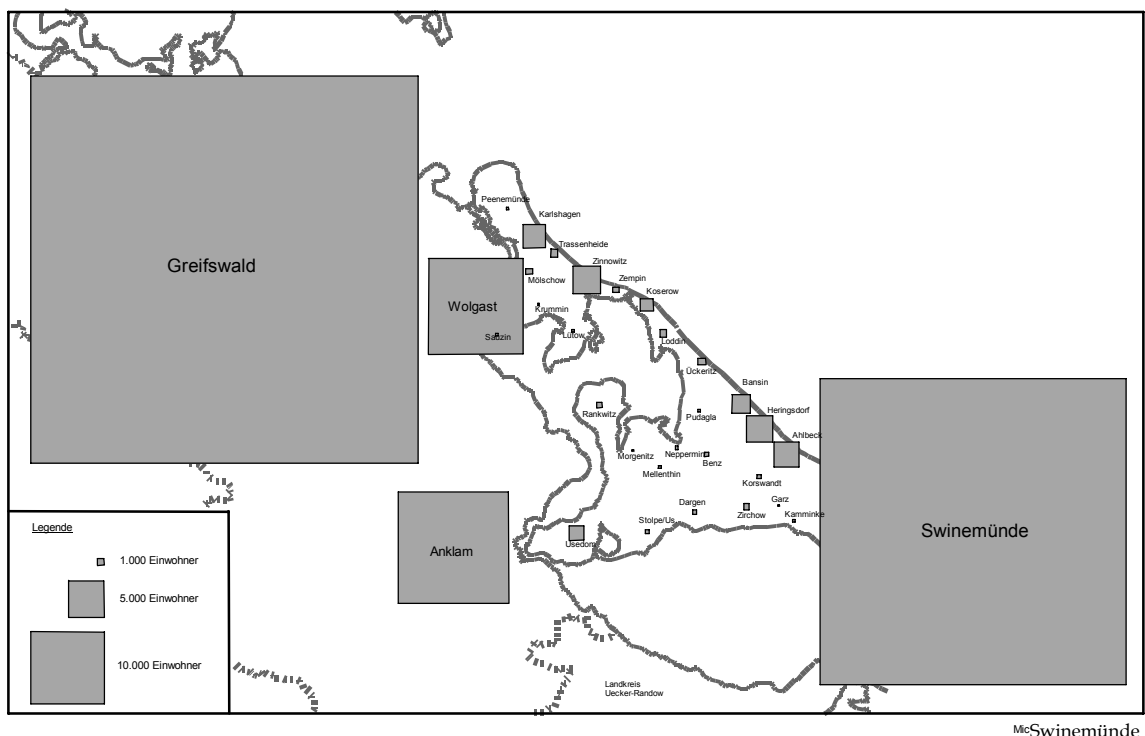 Peenemünde
Karlshagen
Trassenheide
Greifswald
Zinnowitz
Mölschow
Zempin
Koserow
Wolgast
Krummin
Sauzin
Lütow
Loddin
Ückeritz
Bansin
Rankwitz
Pudagla
Heringsdorf
Ahlbeck
Morgenitz
Neppermin
Benz
Mellenthin
Korswandt
Dargen
Zirchow
Garz
Kamminke
Stolpe/Us
Swinemünde
Anklam
Usedom
Legende
1.000 Einwohner
5.000 Einwohner
10.000 Einwohner
Landkreis
Uecker-Randow
MicSwinemünde